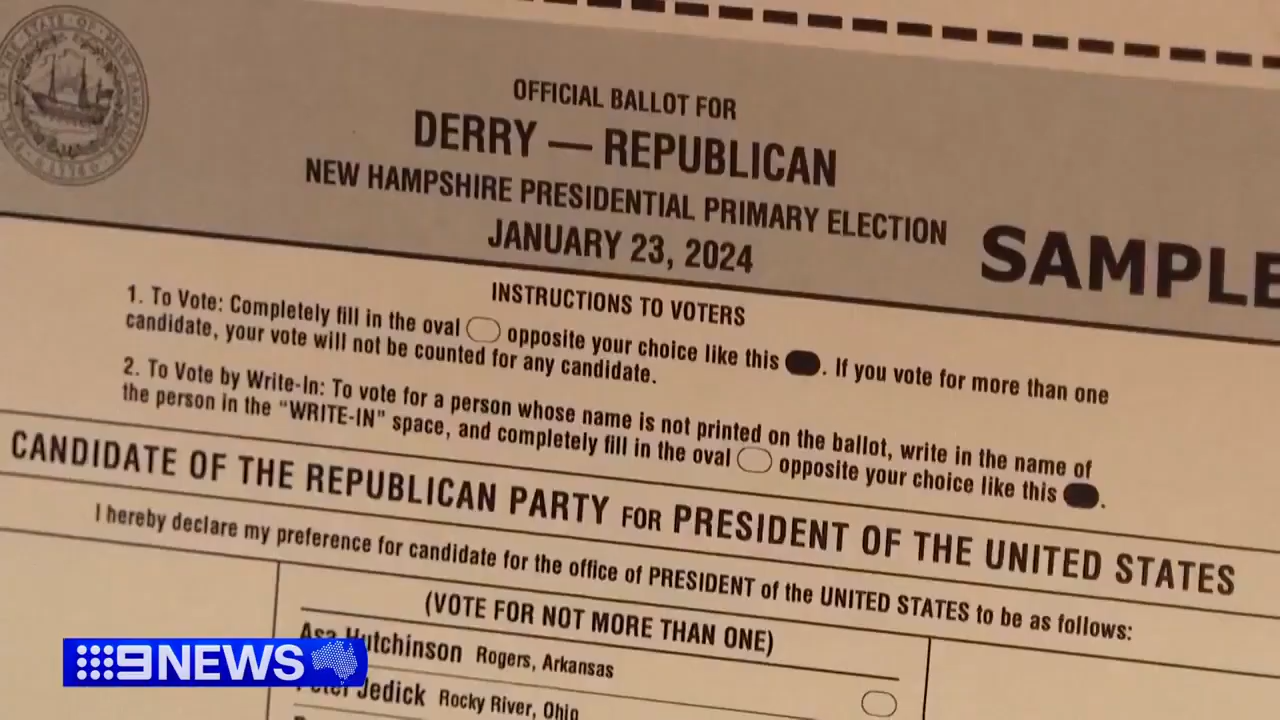 OFFICIAL BALLOT FOR
DERRY — REPUBLICAN
NEW HAMPSHIRE PRESIDENTIAL PRIMARY ELECTION
JANUARY 23, 2024
SAMPLE
INSTRUCTIONS TO VOTERS
1. To Vote: Completely fill in the oval opposite your choice like this . If you vote for more than one
candidate, your vote will not be counted for any candidate.
2. To Vote by Write-In: To vote for a person whose name is not printed on the ballot, write in the name of
the person in the “WRITE-IN” space, and completely fill in the oval opposite your choice like this .
CANDIDATE OF THE REPUBLICAN PARTY FOR PRESIDENT OF THE UNITED STATES
I hereby declare my preference for candidate for the office of PRESIDENT of the UNITED STATES to be as follows:
(VOTE FOR NOT MORE THAN ONE)
Asa Hutchinson Rogers, Arkansas
Peter Jedick Rocky River, Ohio
9NEWS